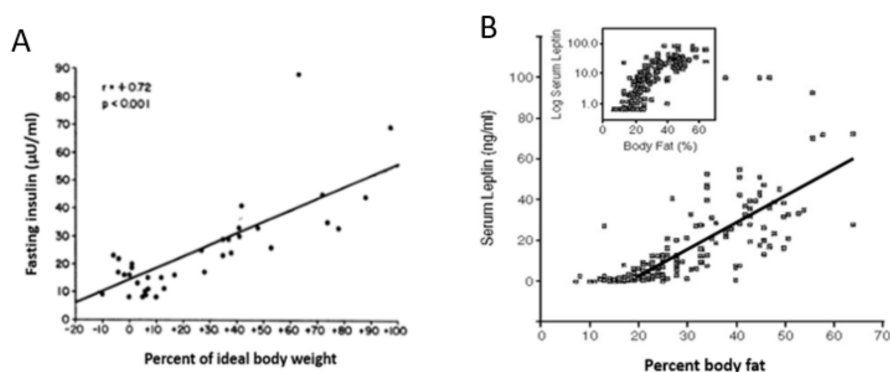 A
r = + 0.72
p < 0.001
Fasting insulin (µU/ml)
90
80
70
60
50
40
30
20
10
0
-20 -10 0 +10 +20 +30 +40 +50 +60 +70 +80 +90 +100
Percent of ideal body weight
B
Log Serum Leptin
100.0
10.0
1.0
0 20 40 60
Body Fat (%)
Serum Leptin (ng/ml)
100
80
60
40
20
0
0 10 20 30 40 50 60 70
Percent body fat